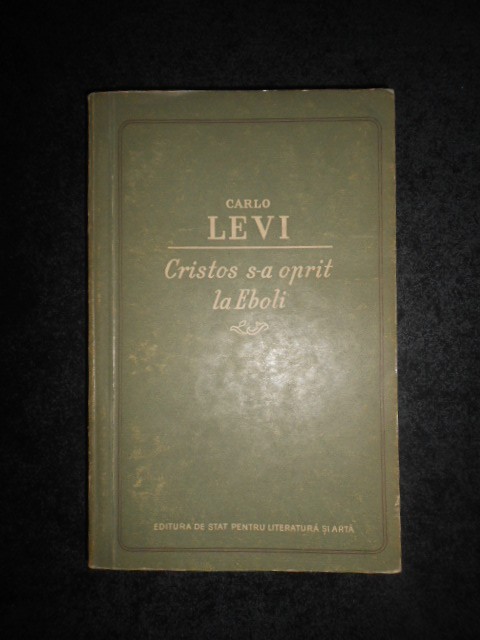 CARLO
LEVI
Cristos s-a oprit
la Eboli
EDITURA DE STAT PENTRU LITERATURĂ ȘI ARTĂ